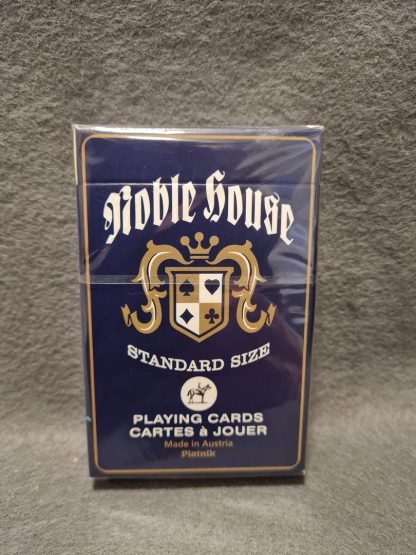 Noble House
STANDARD SIZE
PLAYING CARDS
CARTES à JOUER
Made in Austria
Piatnik